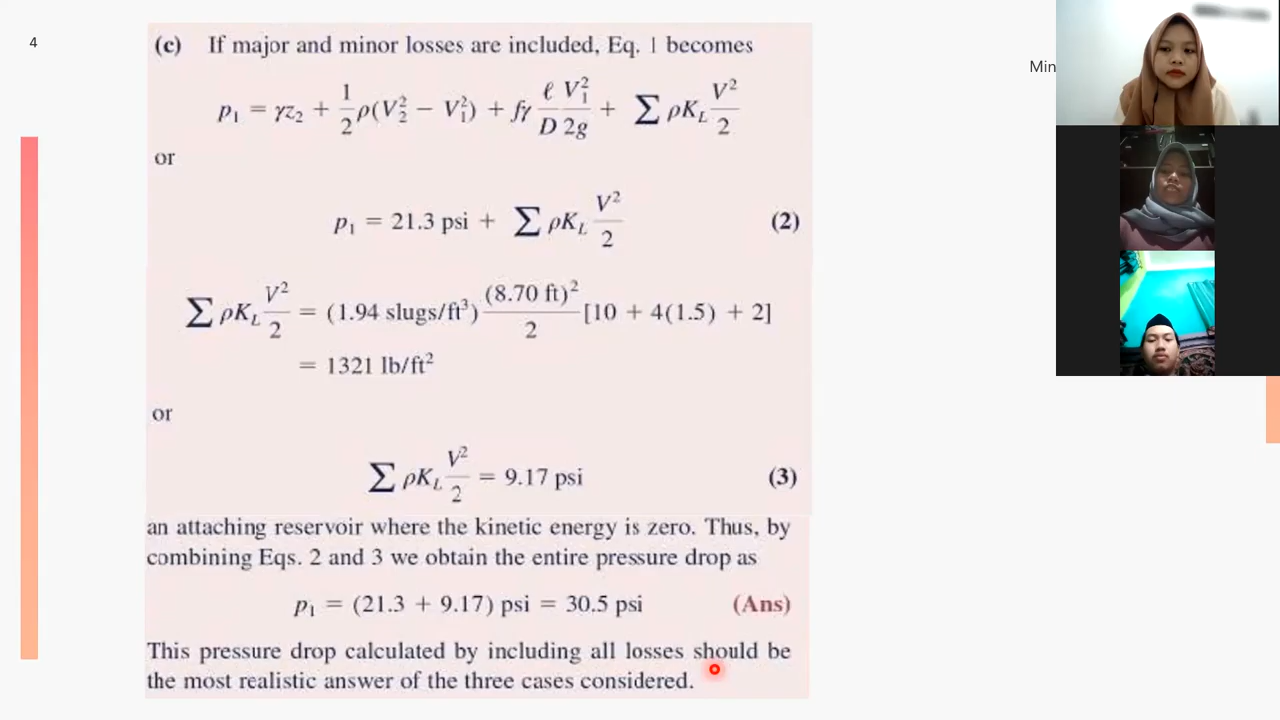 4
(c) If major and minor losses are included, Eq. 1 becomes
p₁ = γz₂ + 1/2 ρ(V₂² − V₁²) + fγ ℓ/D V₁²/2g + ∑ ρK_L V²/2
or
p₁ = 21.3 psi + ∑ ρK_L V²/2 (2)
∑ ρK_L V²/2 = (1.94 slugs/ft³) (8.70 ft)²/2 [10 + 4(1.5) + 2]
= 1321 lb/ft²
or
∑ ρK_L V²/2 = 9.17 psi (3)
an attaching reservoir where the kinetic energy is zero. Thus, by
combining Eqs. 2 and 3 we obtain the entire pressure drop as
p₁ = (21.3 + 9.17) psi = 30.5 psi (Ans)
This pressure drop calculated by including all losses should be
the most realistic answer of the three cases considered.
Min